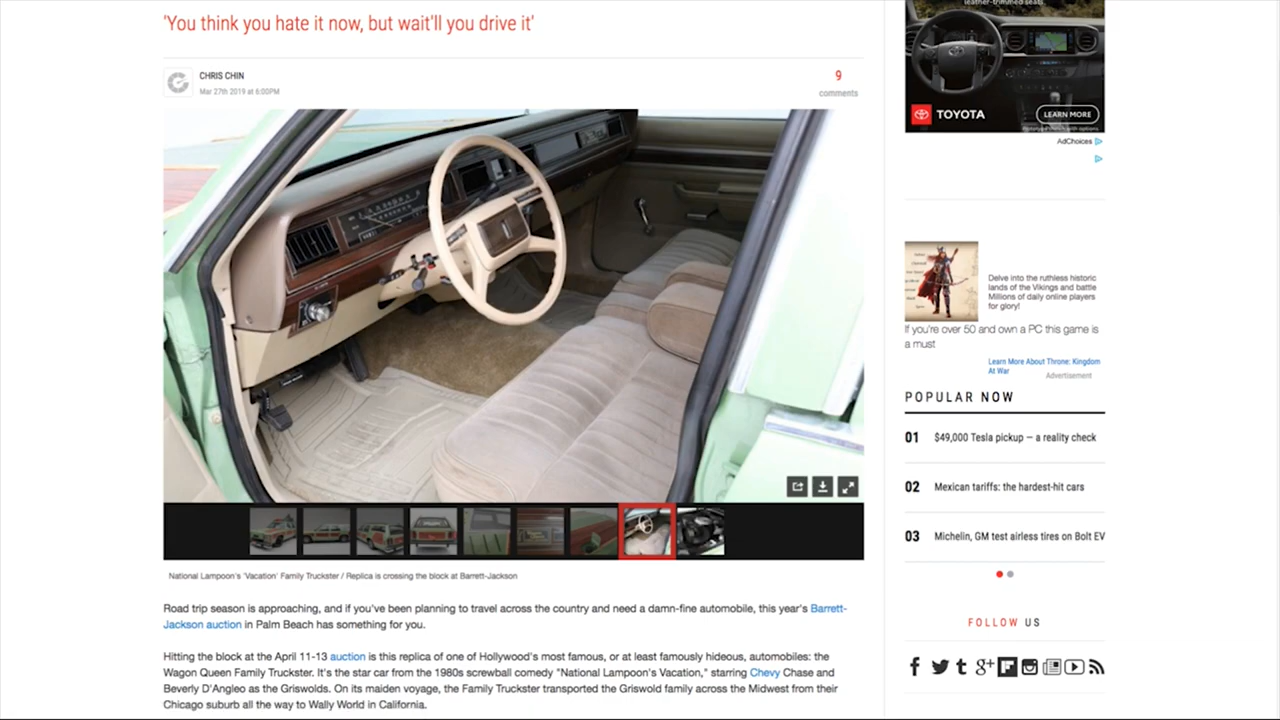 'You think you hate it now, but wait'll you drive it'
CHRIS CHIN
Mar 27th 2019 at 6:00PM
9
comments
National Lampoon's 'Vacation' Family Truckster / Replica is crossing the block at Barrett-Jackson
Road trip season is approaching, and if you've been planning to travel across the country and need a damn-fine automobile, this year's Barrett-
Jackson auction in Palm Beach has something for you.
Hitting the block at the April 11-13 auction is this replica of one of Hollywood's most famous, or at least famously hideous, automobiles: the
Wagon Queen Family Truckster. It's the star car from the 1980s screwball comedy "National Lampoon's Vacation," starring Chevy Chase and
Beverly D'Angleo as the Griswolds. On its maiden voyage, the Family Truckster transported the Griswold family across the Midwest from their
Chicago suburb all the way to Wally World in California.
leather-trimmed seats.
TOYOTA
LEARN MORE
Prototype shown with options.
AdChoices
Delve into the ruthless historic
lands of the Vikings and battle
Millions of daily online players
for glory!
If you're over 50 and own a PC this game is
a must
Learn More About Throne: Kingdom
At War
Advertisement
POPULAR NOW
01 $49,000 Tesla pickup — a reality check
02 Mexican tariffs: the hardest-hit cars
03 Michelin, GM test airless tires on Bolt EV
FOLLOW US